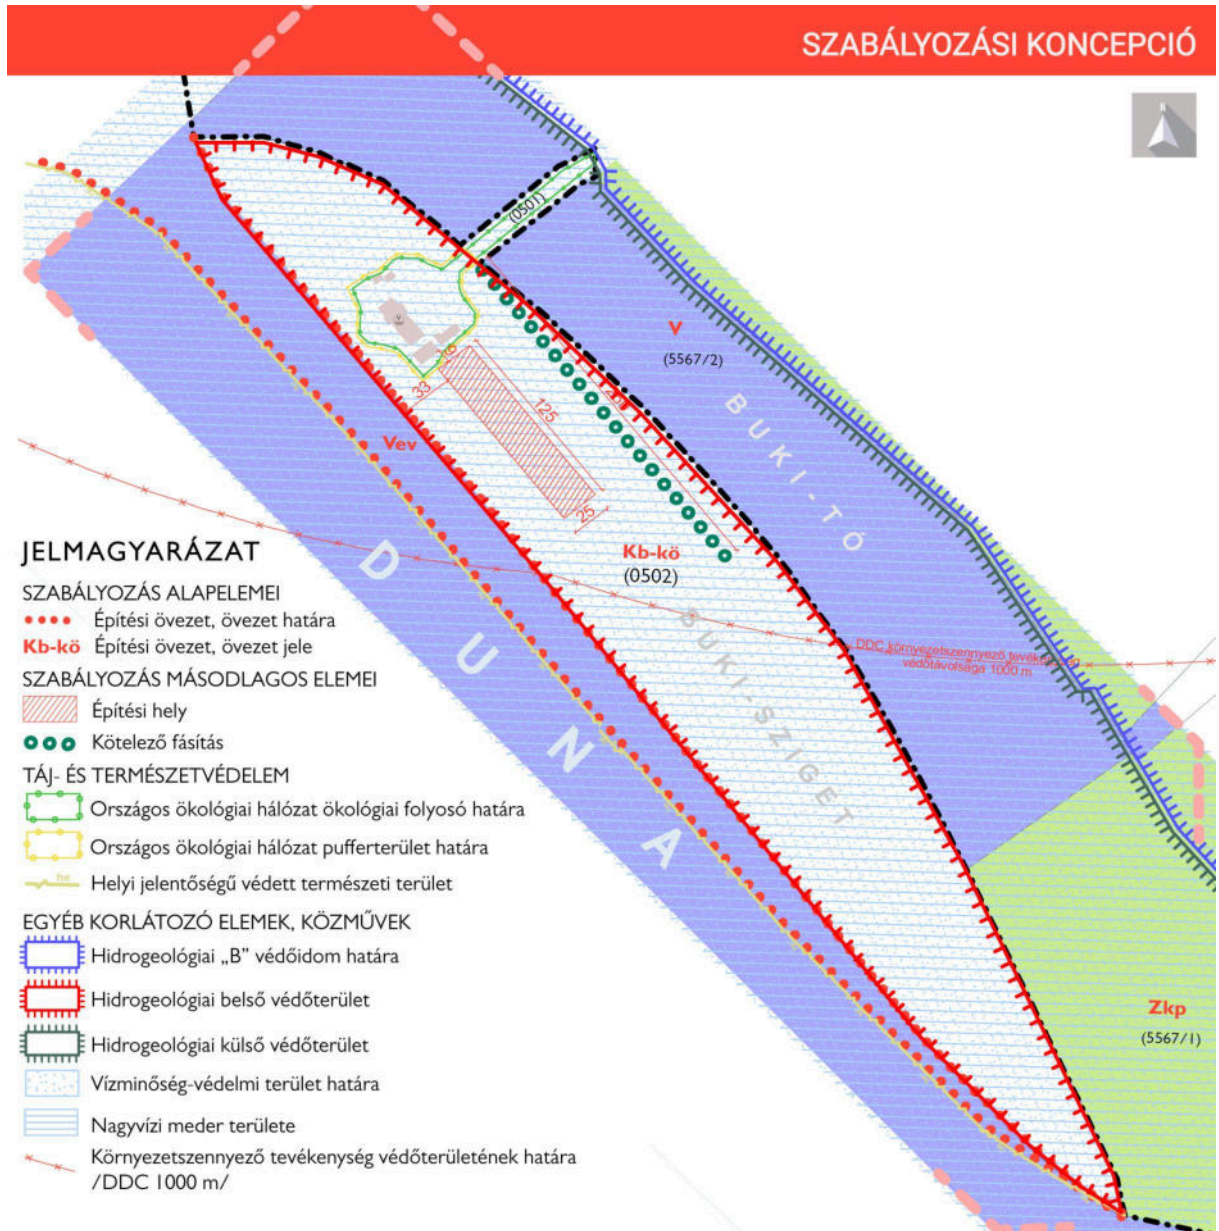 SZABÁLYOZÁSI KONCEPCIÓ
(0501)
V
(5567/2)
BUKI-TÓ
33
125
25
Vev
Kb-kö
(0502)
BUKI-SZIGET
DUNA
DDC környezetszennyező
védőtávolsága 1000 m
Zkp
(5567/1)
JELMAGYARÁZAT
SZABÁLYOZÁS ALAPELEMEI
Építési övezet, övezet határa
Kb-kö Építési övezet, övezet jele
SZABÁLYOZÁS MÁSODLAGOS ELEMEI
Építési hely
Kötelező fásítás
TÁJ- ÉS TERMÉSZETVÉDELEM
Országos ökológiai hálózat ökológiai folyosó határa
Országos ökológiai hálózat pufferterület határa
he Helyi jelentőségű védett természeti terület
EGYÉB KORLÁTOZÓ ELEMEK, KÖZMŰVEK
Hidrogeológiai „B” védőidom határa
Hidrogeológiai belső védőterület
Hidrogeológiai külső védőterület
Vízminőség-védelmi terület határa
Nagyvízi meder területe
Környezetszennyező tevékenység védőterületének határa
/DDC 1000 m/